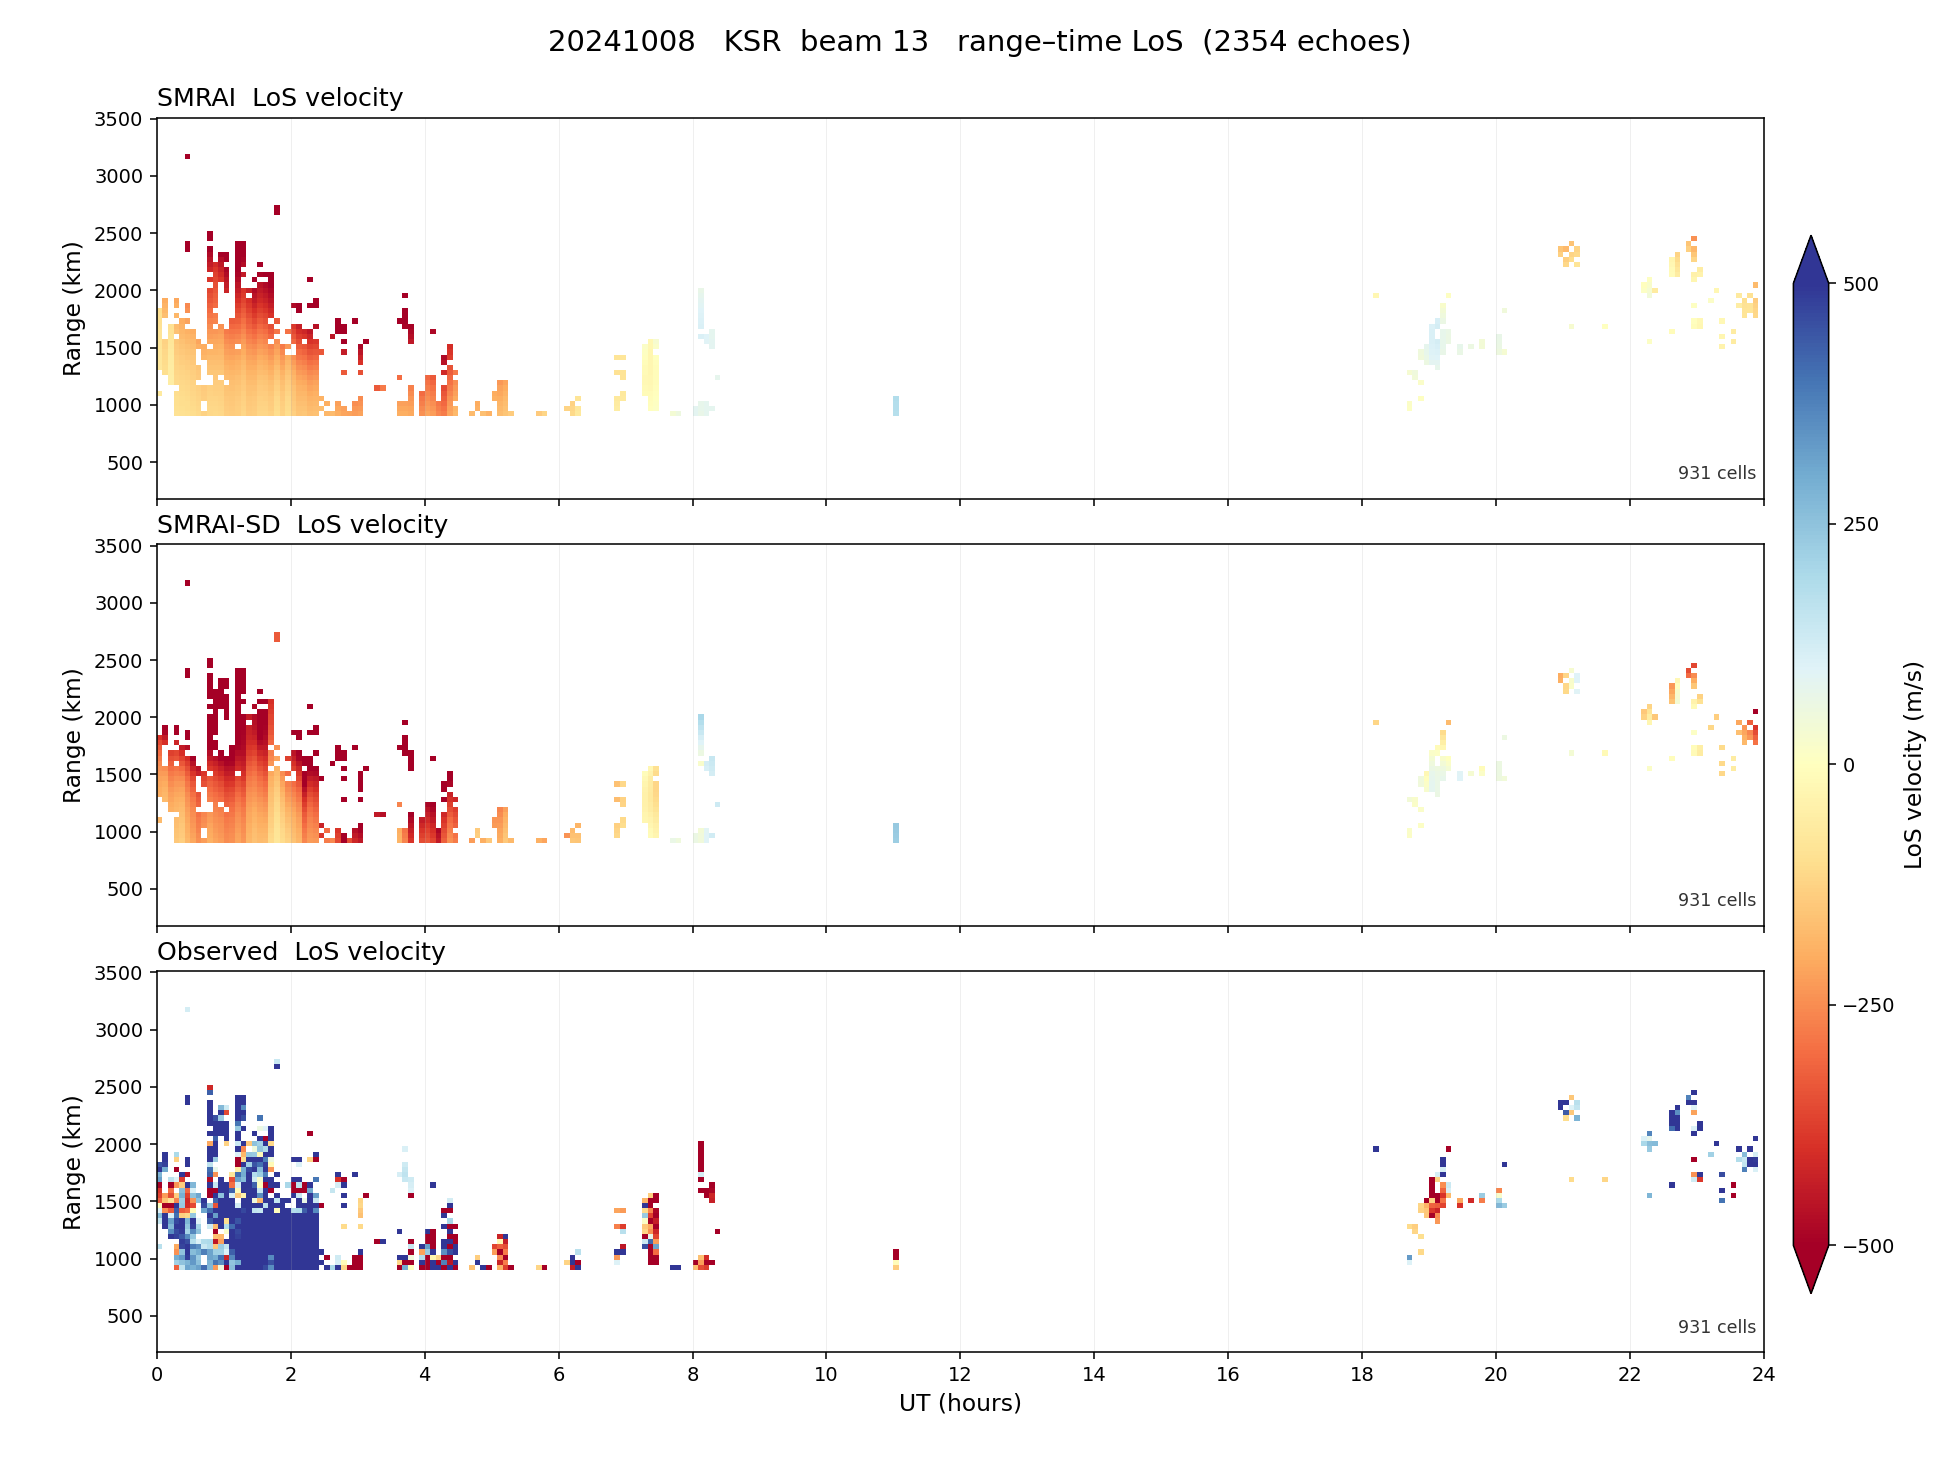 20241008   KSR  beam 13   range–time LoS  (2354 echoes)
SMRAI  LoS velocity
3500
3000
2500
2000
1500
1000
500
Range (km)
931 cells
SMRAI-SD  LoS velocity
3500
3000
2500
2000
1500
1000
500
Range (km)
931 cells
Observed  LoS velocity
3500
3000
2500
2000
1500
1000
500
Range (km)
931 cells
0 2 4 6 8 10 12 14 16 18 20 22 24
UT (hours)
500
250
0
−250
−500
LoS velocity (m/s)